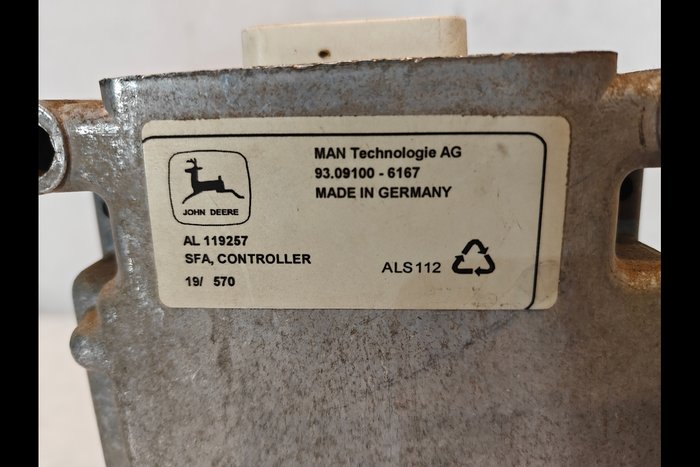 MAN Technologie AG
93.09100 - 6167
MADE IN GERMANY
JOHN DEERE
AL 119257
SFA, CONTROLLER
19/ 570
ALS112